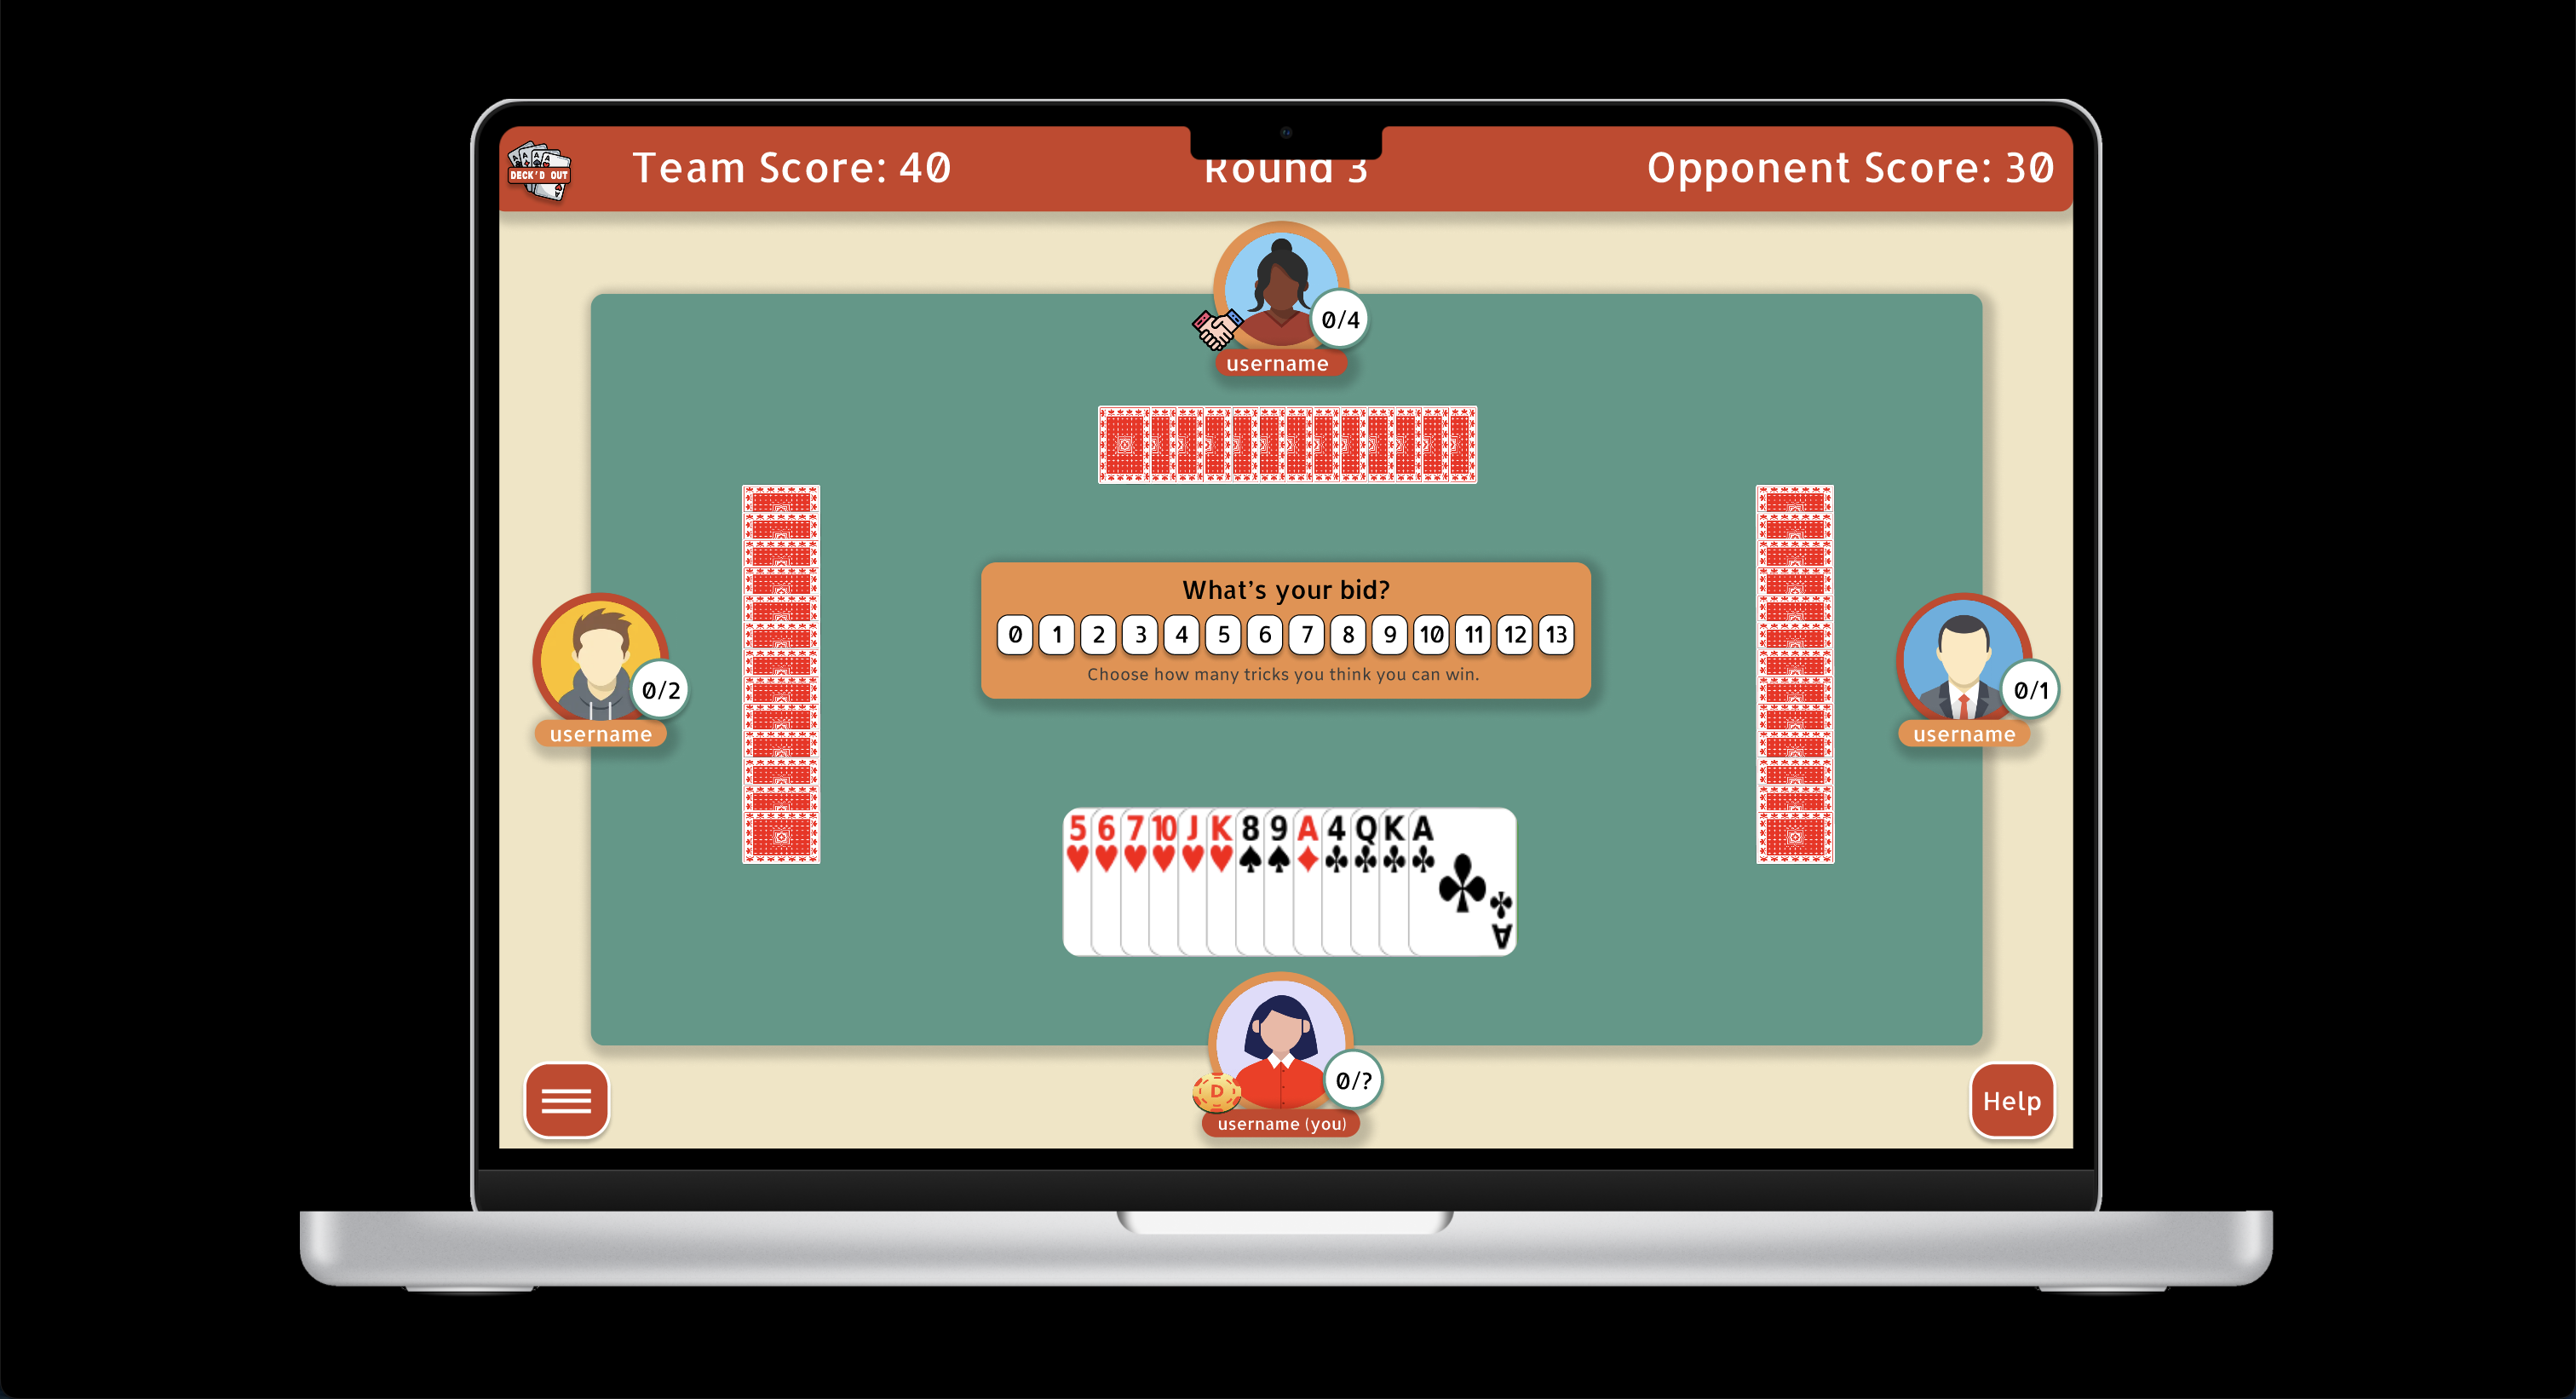 DECK'D OUT
Team Score: 40
Round 3
Opponent Score: 30
0/4
username
What's your bid?
0 1 2 3 4 5 6 7 8 9 10 11 12 13
Choose how many tricks you think you can win.
0/2
username
0/1
username
5 6 7 10 J K 8 9 A 4 Q K A
A
D
0/?
username (you)
Help